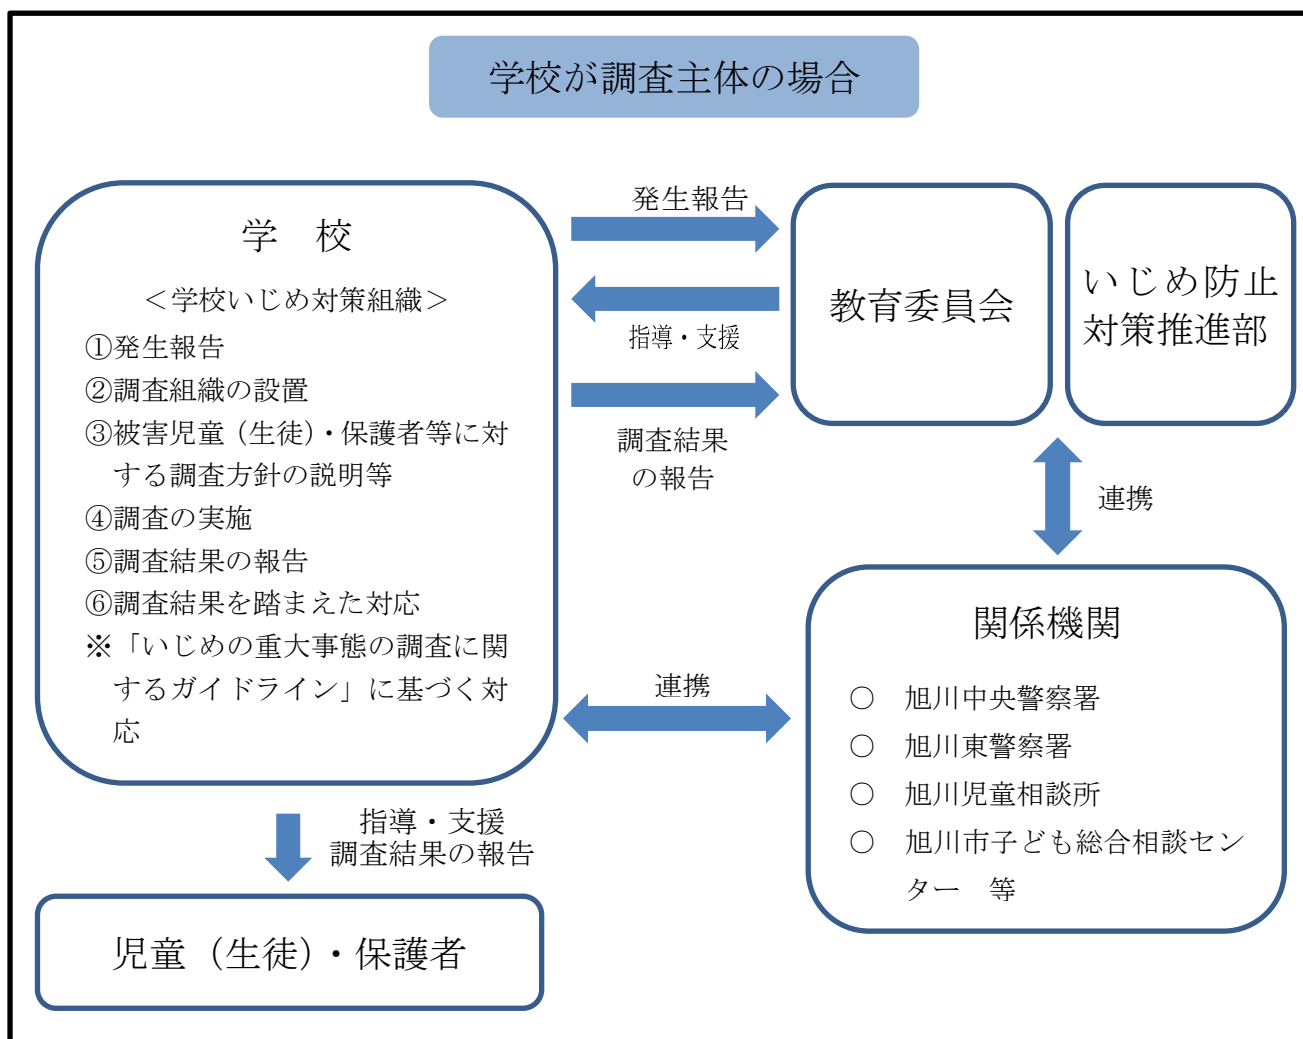 学校が調査主体の場合
学　校
＜学校いじめ対策組織＞
①発生報告
②調査組織の設置
③被害児童（生徒）・保護者等に対
する調査方針の説明等
④調査の実施
⑤調査結果の報告
⑥調査結果を踏まえた対応
※「いじめの重大事態の調査に関
するガイドライン」に基づく対
応
発生報告
指導・支援
調査結果
の報告
教育委員会
いじめ防止
対策推進部
連携
関係機関
○　旭川中央警察署
○　旭川東警察署
○　旭川児童相談所
○　旭川市子ども総合相談セン
ター　等
連携
指導・支援
調査結果の報告
児童（生徒）・保護者